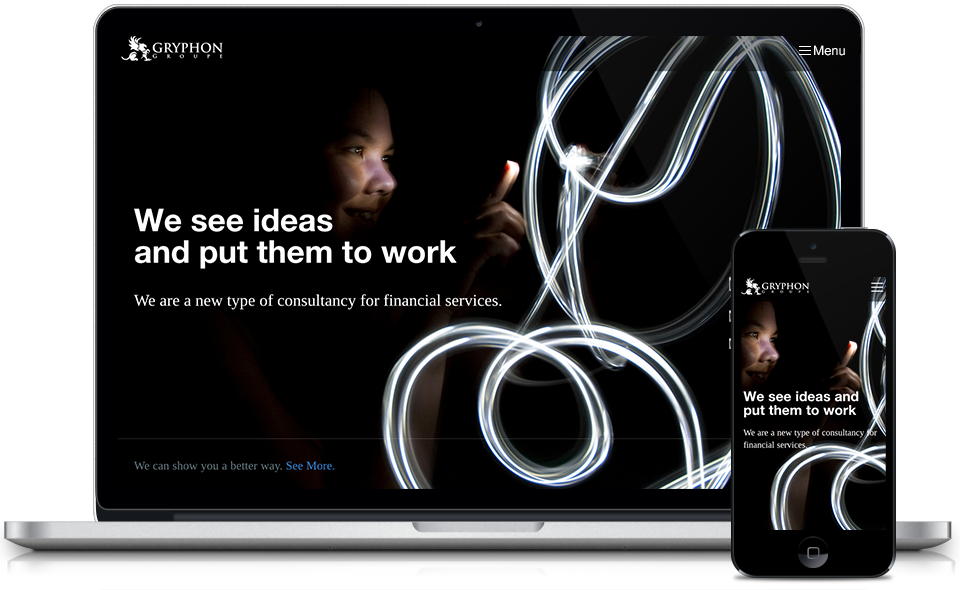 GRYPHON
GROUPE
Menu
We see ideas
and put them to work
We are a new type of consultancy for financial services.
We can show you a better way. See More.
GRYPHON
GROUPE
We see ideas and
put them to work
We are a new type of consultancy for
financial services.